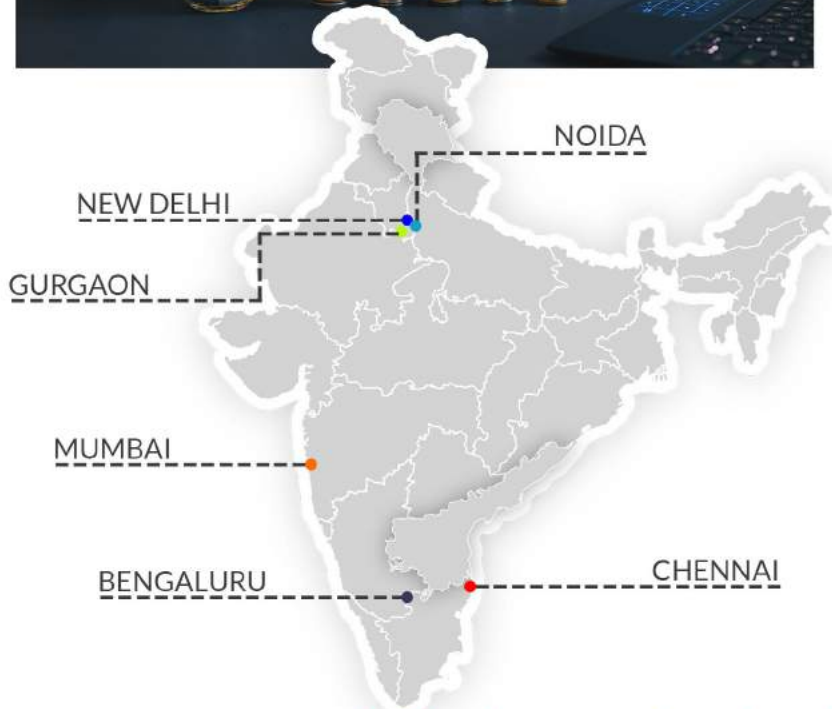 NOIDA
NEW DELHI
GURGAON
MUMBAI
BENGALURU
CHENNAI